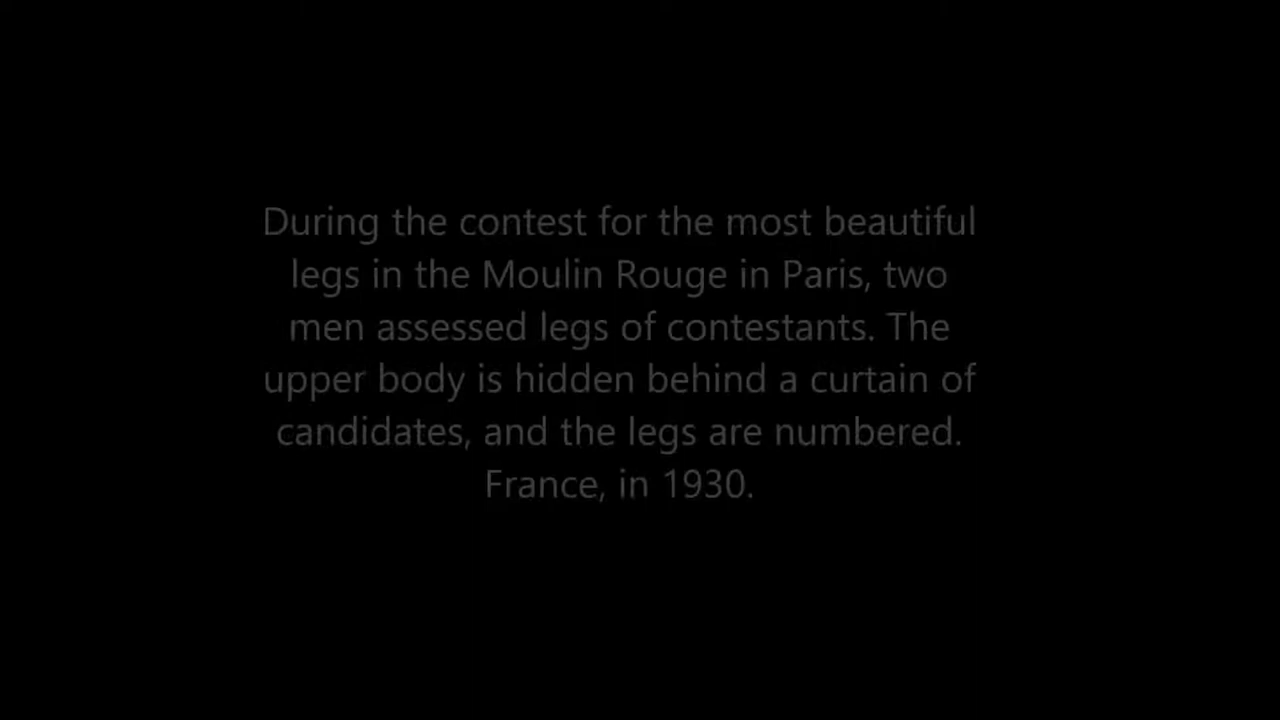 During the contest for the most beautiful
legs in the Moulin Rouge in Paris, two
men assessed legs of contestants. The
upper body is hidden behind a curtain of
candidates, and the legs are numbered.
France, in 1930.